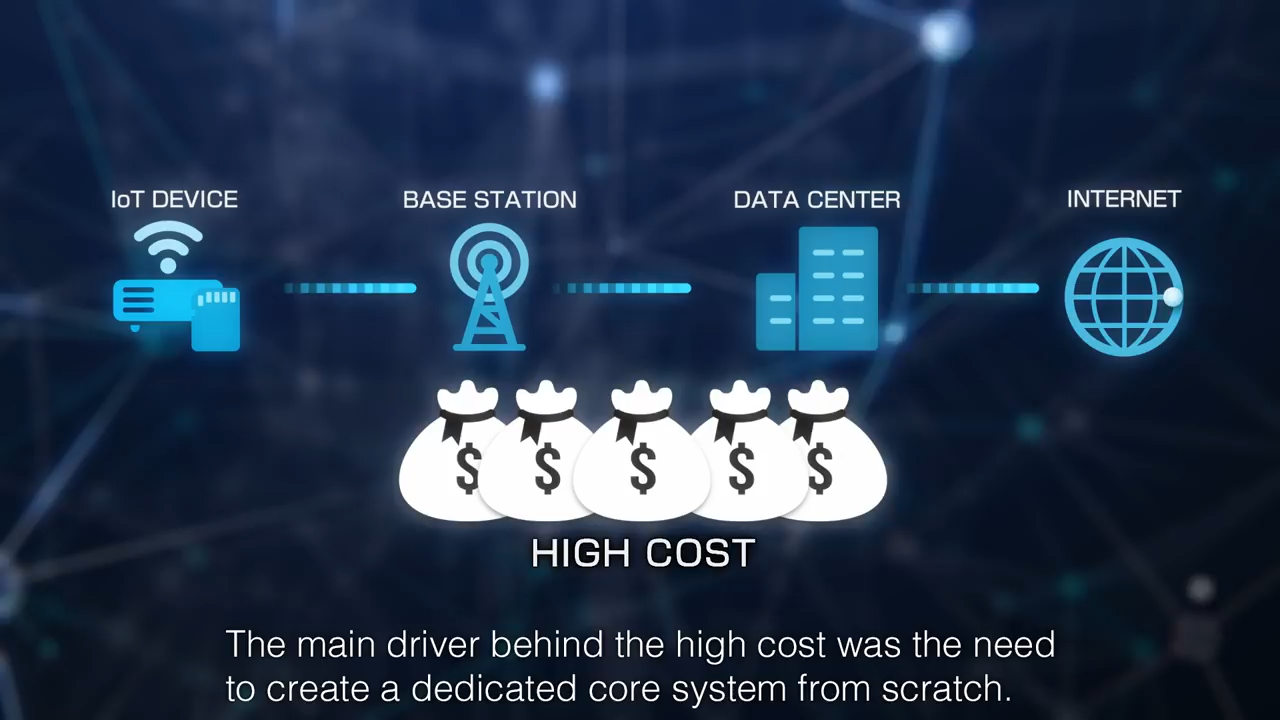 IoT DEVICE
BASE STATION
DATA CENTER
INTERNET
$ $ $ $ $
HIGH COST
The main driver behind the high cost was the need
to create a dedicated core system from scratch.